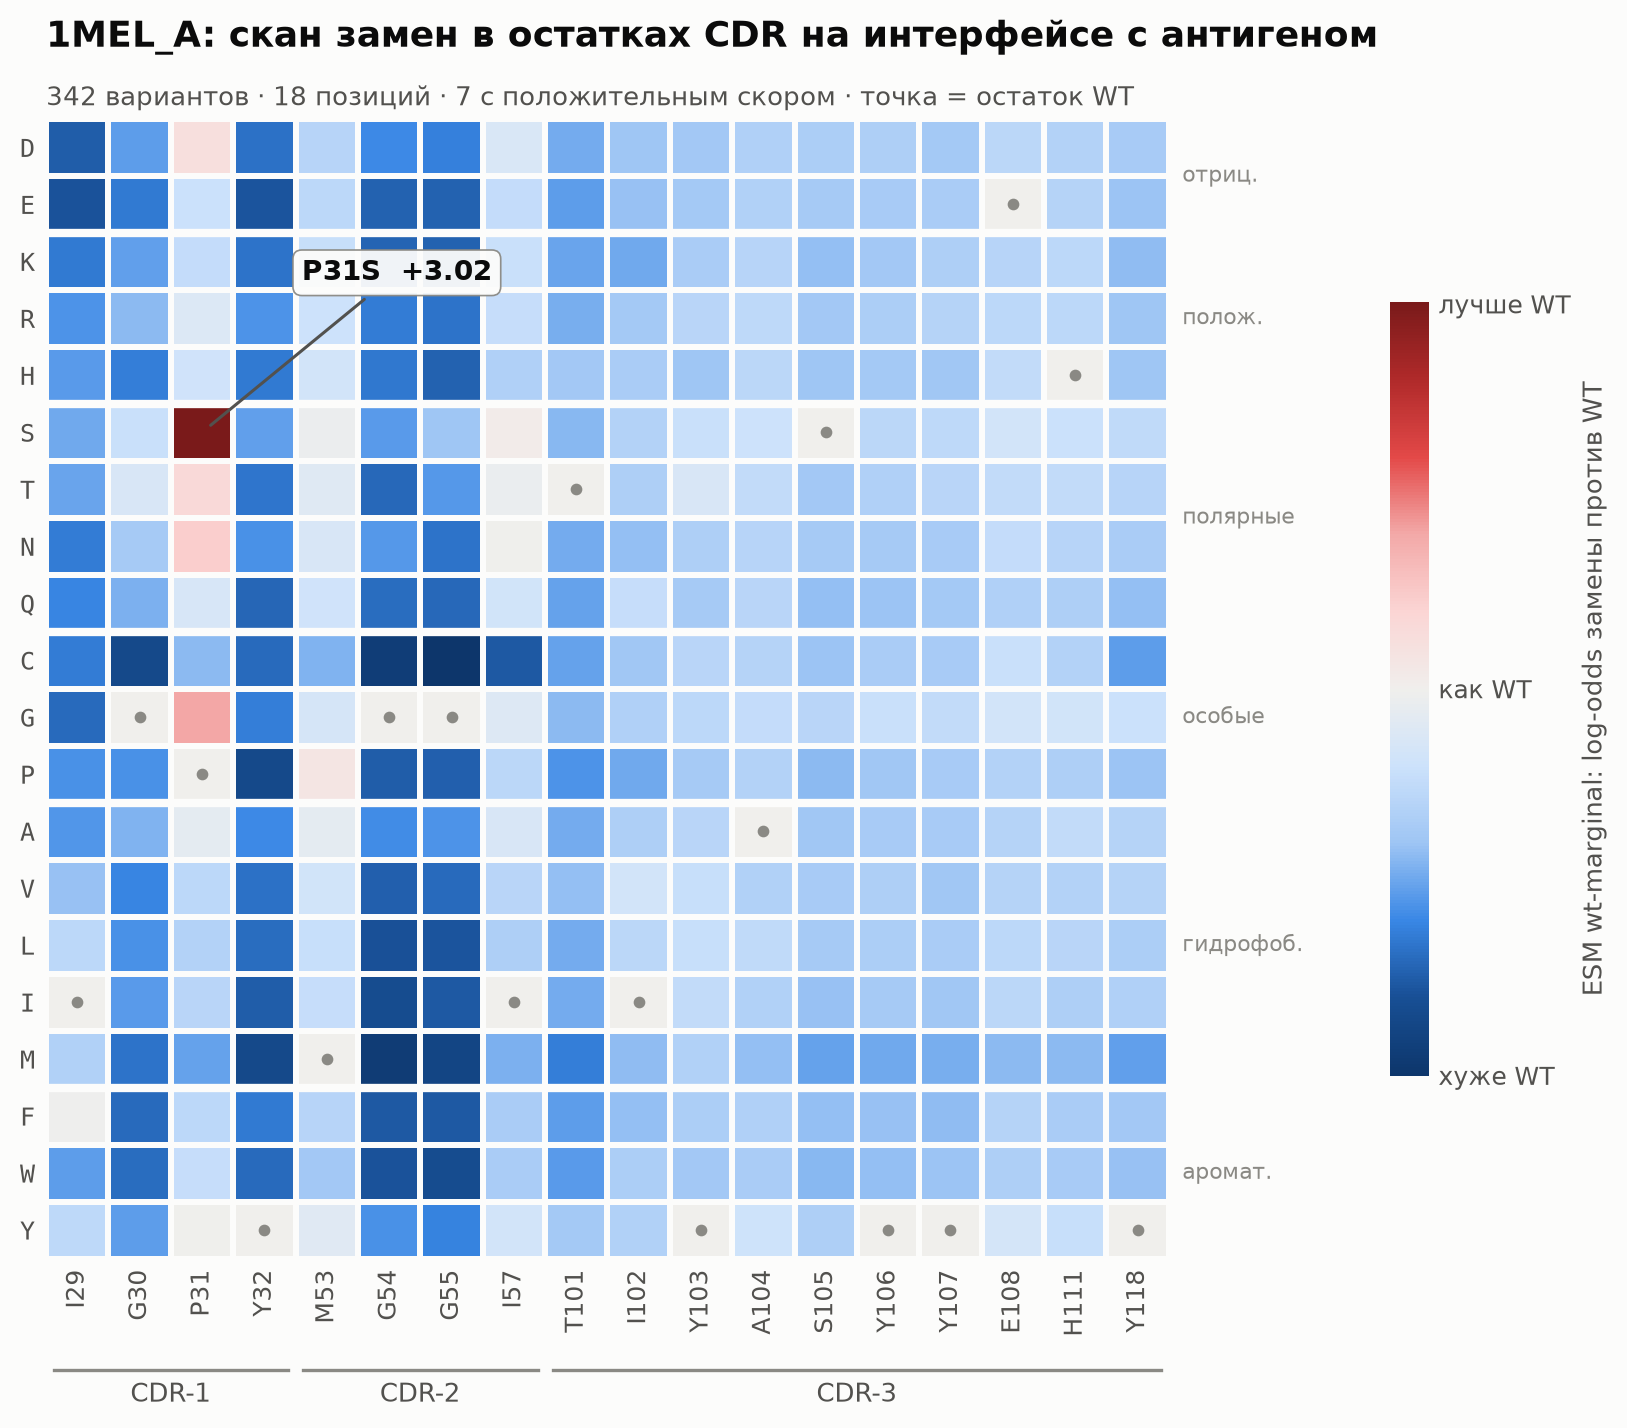 1MEL_A: скан замен в остатках CDR на интерфейсе с антигеном
342 вариантов · 18 позиций · 7 с положительным скором · точка = остаток WT
D
отриц.
E
K
P31S +3.02
R
полож.
лучше WT
H
S
T
полярные
N
Q
C
G
особые
как WT
P
A
V
L
гидрофоб.
I
M
хуже WT
F
W
аромат.
Y
ESM wt-marginal: log-odds замены против WT
I29
G30
P31
Y32
M53
G54
G55
I57
T101
I102
Y103
A104
S105
Y106
Y107
E108
H111
Y118
CDR-1
CDR-2
CDR-3